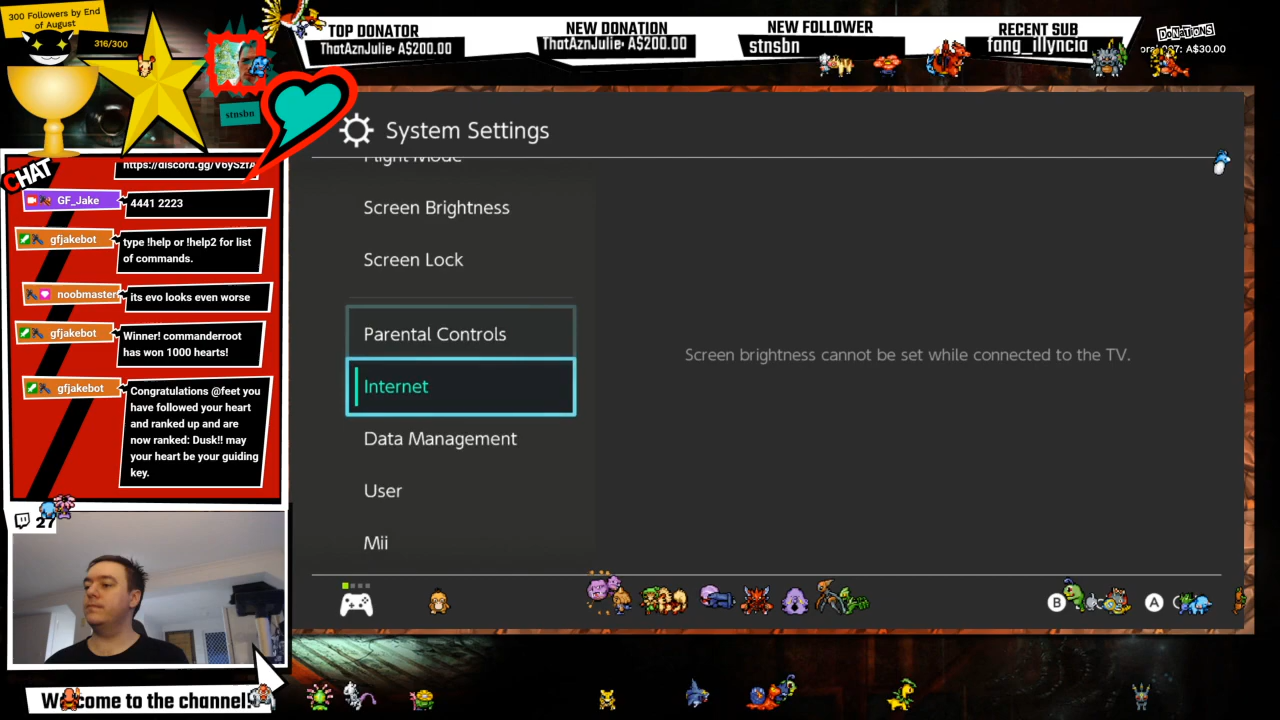 300 Followers by End
of August
316/300
stnsbn
TOP DONATOR
ThatAznJulie: A$200.00
NEW DONATION
ThatAznJulie: A$200.00
NEW FOLLOWER
stnsbn
RECENT SUB
fang_illyncia
DONATIONS
A$30.00
CHAT
https://discord.gg/V6ySzfA
GF_Jake
4441 2223
gfjakebot
type !help or !help2 for list
of commands.
noobmaster
its evo looks even worse
gfjakebot
Winner! commanderroot
has won 1000 hearts!
gfjakebot
Congratulations @feet you
have followed your heart
and ranked up and are
now ranked: Dusk!! may
your heart be your guiding
key.
27
Welcome to the channel!
System Settings
Flight Mode
Screen Brightness
Screen Lock
Parental Controls
Internet
Data Management
User
Mii
Screen brightness cannot be set while connected to the TV.
B
A